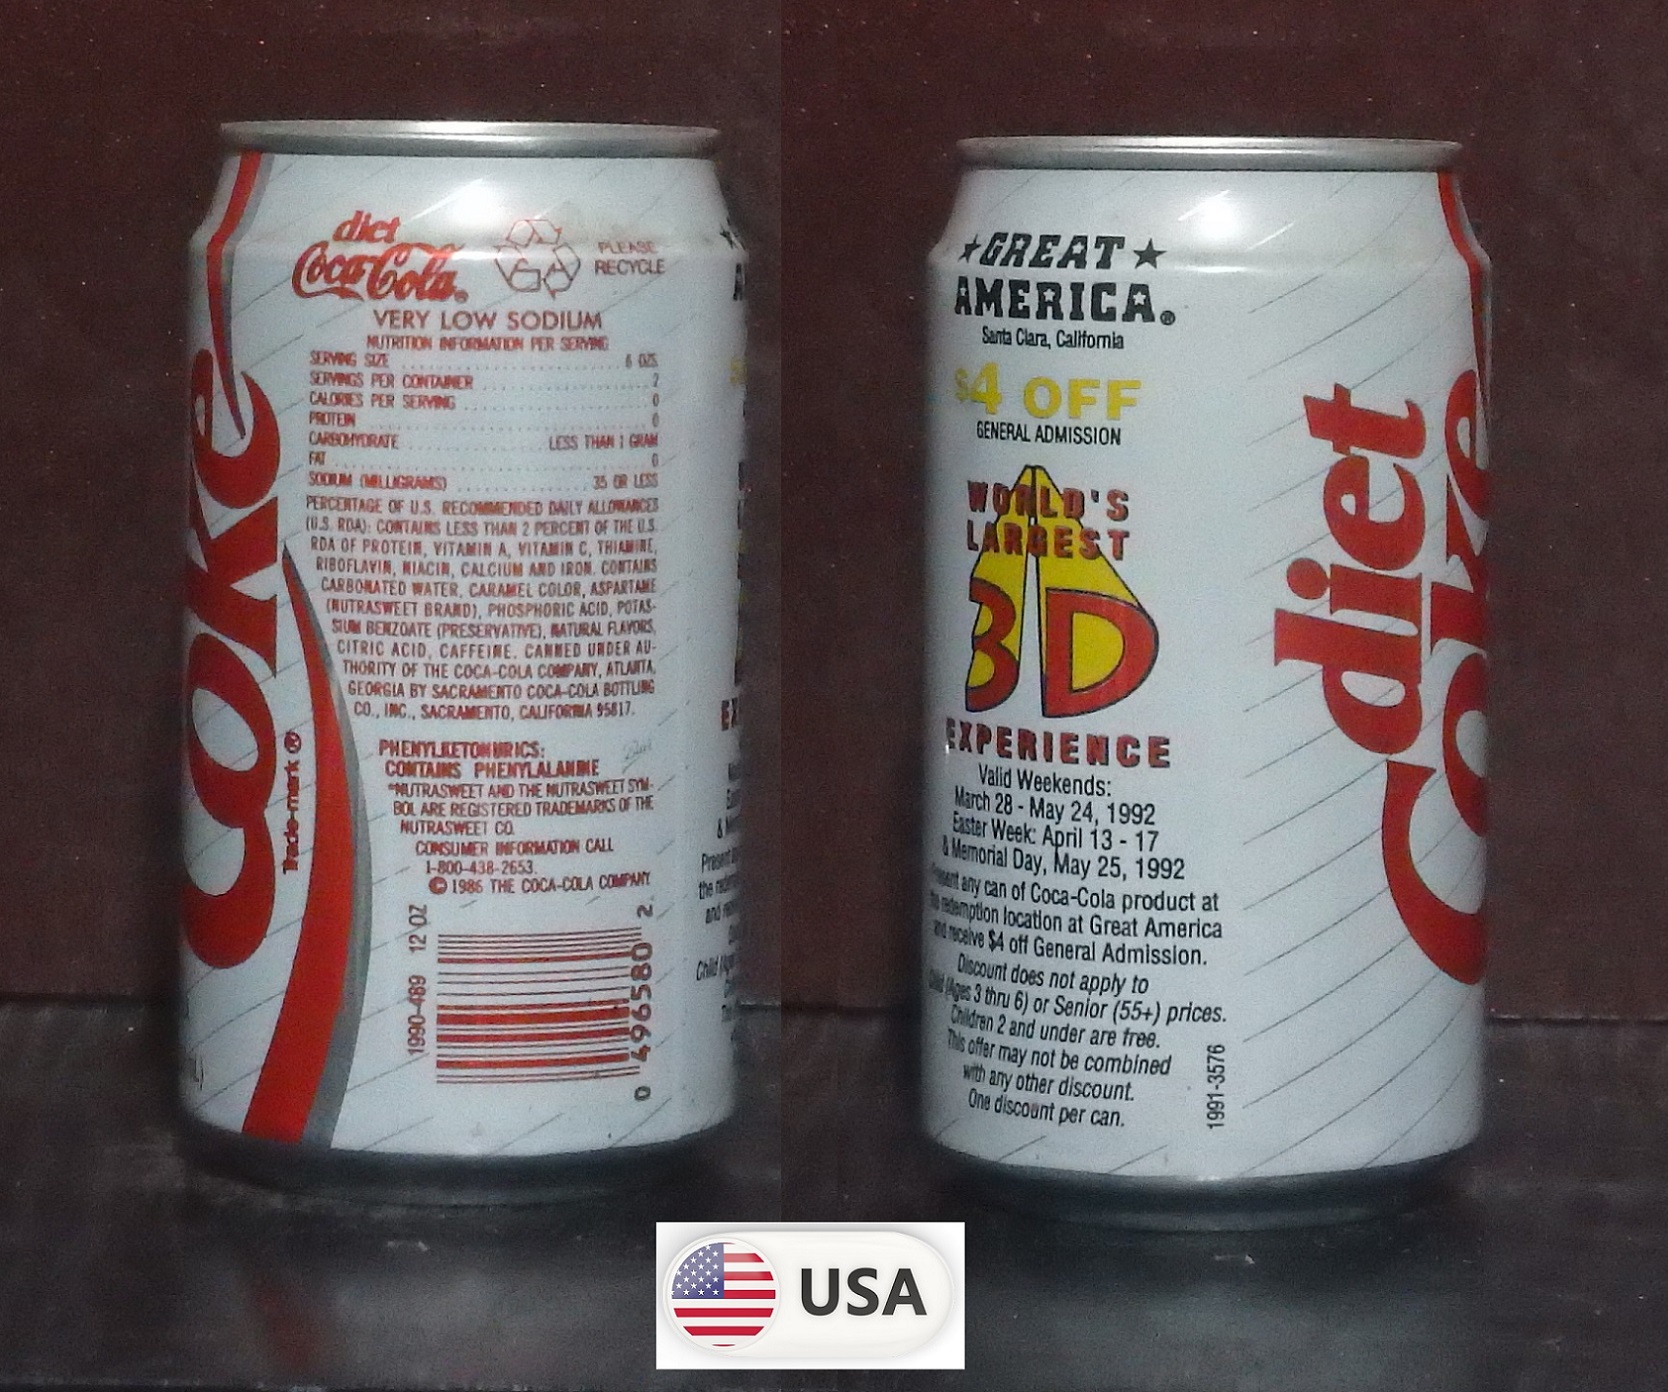 diet
Coca-Cola®
PLEASE
RECYCLE
VERY LOW SODIUM
NUTRITION INFORMATION PER SERVING
SERVING SIZE 6 OZS.
SERVINGS PER CONTAINER 2
CALORIES PER SERVING 0
PROTEIN 0
CARBOHYDRATE LESS THAN 1 GRAM
FAT 0
SODIUM (MILLIGRAMS) 35 OR LESS
PERCENTAGE OF U.S. RECOMMENDED DAILY ALLOWANCES
(U.S. RDA): CONTAINS LESS THAN 2 PERCENT OF THE U.S.
RDA OF PROTEIN, VITAMIN A, VITAMIN C, THIAMINE,
RIBOFLAVIN, NIACIN, CALCIUM AND IRON. CONTAINS
CARBONATED WATER, CARAMEL COLOR, ASPARTAME
(NUTRASWEET BRAND), PHOSPHORIC ACID, POTAS-
SIUM BENZOATE (PRESERVATIVE), NATURAL FLAVORS,
CITRIC ACID, CAFFEINE. CANNED UNDER AU-
THORITY OF THE COCA-COLA COMPANY, ATLANTA,
GEORGIA BY SACRAMENTO COCA-COLA BOTTLING
CO., INC., SACRAMENTO, CALIFORNIA 95817.
PHENYLKETONURICS:
CONTAINS PHENYLALANINE
*NUTRASWEET AND THE NUTRASWEET SYM-
BOL ARE REGISTERED TRADEMARKS OF THE
NUTRASWEET CO.
CONSUMER INFORMATION CALL
1-800-438-2653.
© 1986 THE COCA-COLA COMPANY
1990-489 12 OZ
0 4965802
Coke
Trade-mark ®
GREAT
AMERICA®
Santa Clara, California
$4 OFF
GENERAL ADMISSION
WORLD'S
LARGEST
3D
EXPERIENCE
Valid Weekends:
March 28 - May 24, 1992
Easter Week: April 13 - 17
& Memorial Day, May 25, 1992
Present any can of Coca-Cola product at
the redemption location at Great America
and receive $4 off General Admission.
Discount does not apply to
Child (Ages 3 thru 6) or Senior (55+) prices.
Children 2 and under are free.
This offer may not be combined
with any other discount.
One discount per can.
1991-3576
diet
Coke
USA